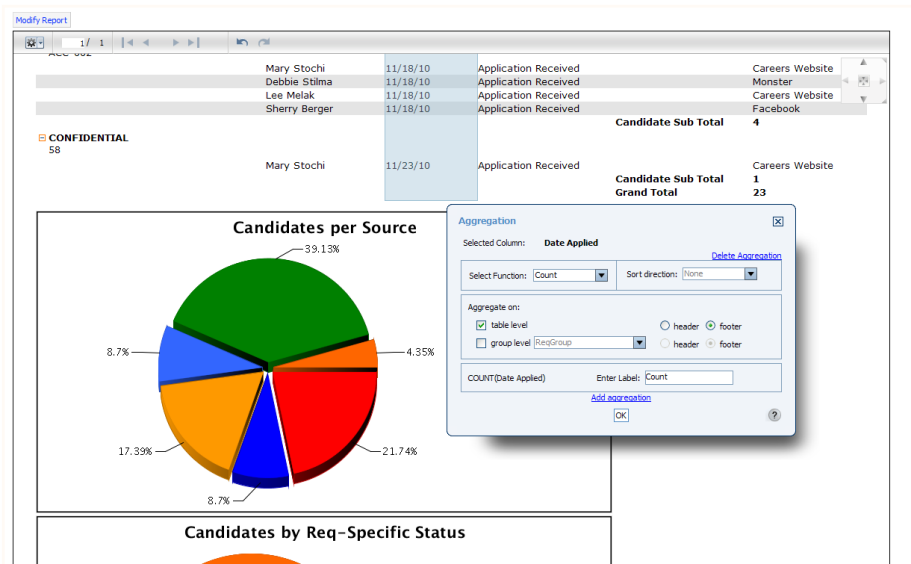 Modify Report
1/ 1
ACC-002
Mary Stochi 11/18/10 Application Received Careers Website
Debbie Stilma 11/18/10 Application Received Monster
Lee Melak 11/18/10 Application Received Careers Website
Sherry Berger 11/18/10 Application Received Facebook
Candidate Sub Total 4
CONFIDENTIAL
58
Mary Stochi 11/23/10 Application Received Careers Website
Candidate Sub Total 1
Grand Total 23
Candidates per Source
39.13%
8.7%
4.35%
17.39%
21.74%
8.7%
Aggregation
Selected Column: Date Applied
Delete Aggregation
Select Function: Count Sort direction: None
Aggregate on:
table level header footer
group level ReqGroup header footer
COUNT(Date Applied) Enter Label: Count
Add aggregation
OK ?
Candidates by Req-Specific Status